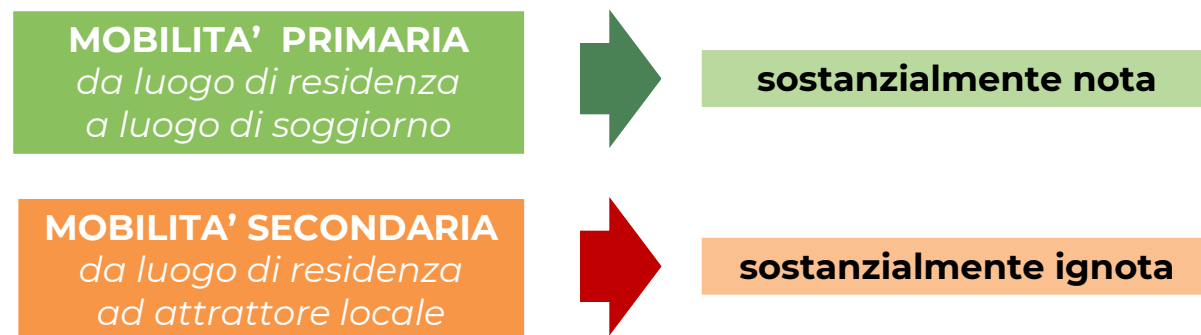 MOBILITA’ PRIMARIA
da luogo di residenza
a luogo di soggiorno
sostanzialmente nota
MOBILITA’ SECONDARIA
da luogo di residenza
ad attrattore locale
sostanzialmente ignota